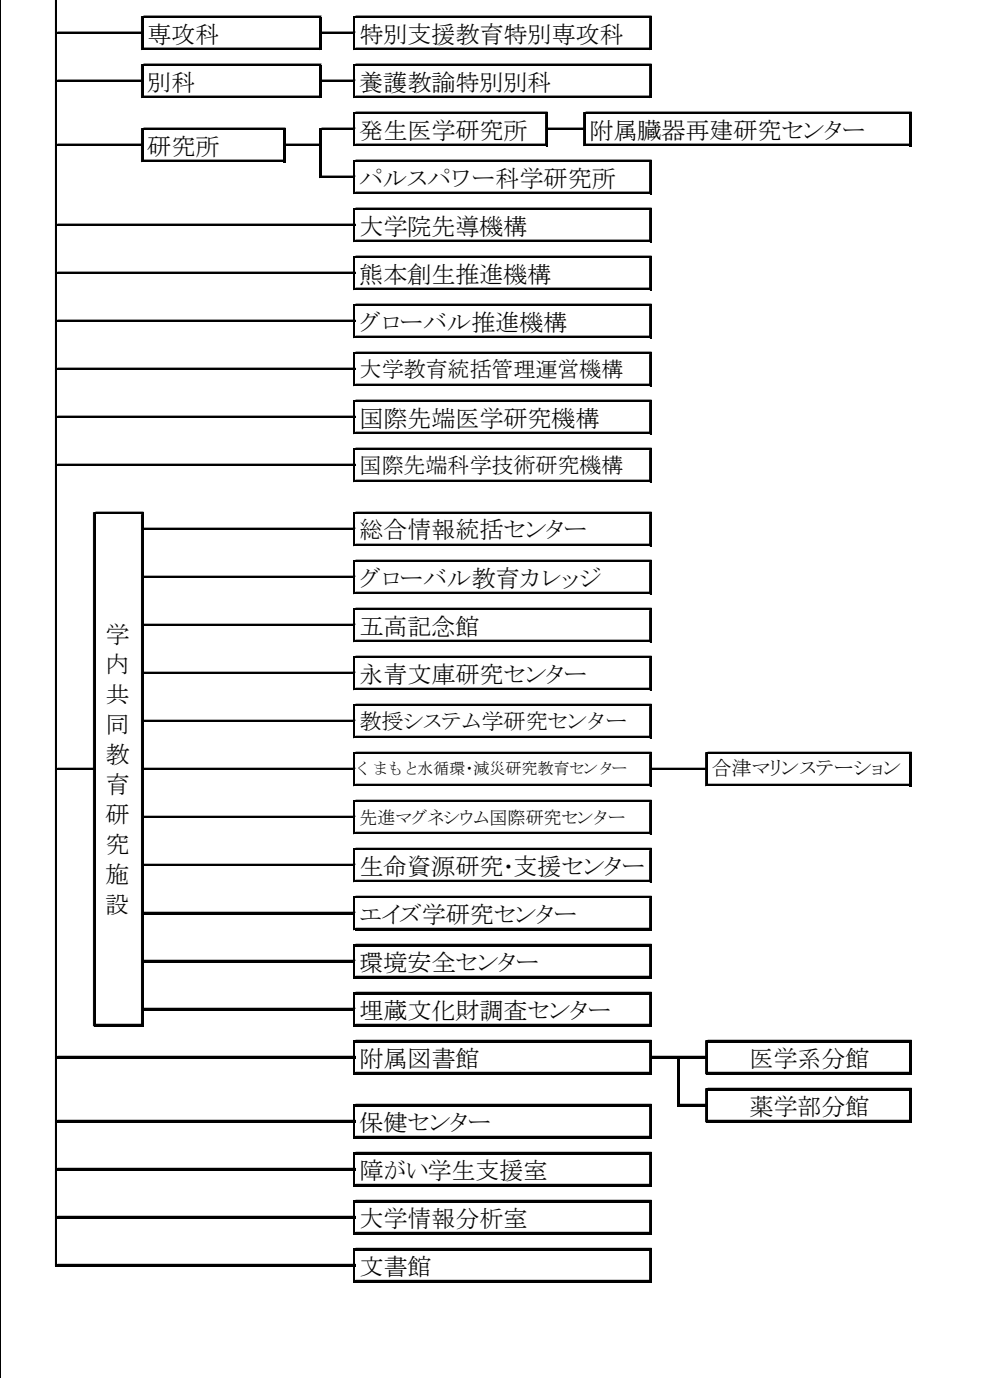 専攻科
特別支援教育特別専攻科
別科
養護教諭特別別科
研究所
発生医学研究所
附属臓器再建研究センター
パルスパワー科学研究所
大学院先導機構
熊本創生推進機構
グローバル推進機構
大学教育統括管理運営機構
国際先端医学研究機構
国際先端科学技術研究機構
学内共同教育研究施設
総合情報統括センター
グローバル教育カレッジ
五高記念館
永青文庫研究センター
教授システム学研究センター
くまもと水循環・減災研究教育センター
合津マリンステーション
先進マグネシウム国際研究センター
生命資源研究・支援センター
エイズ学研究センター
環境安全センター
埋蔵文化財調査センター
附属図書館
医学系分館
薬学部分館
保健センター
障がい学生支援室
大学情報分析室
文書館